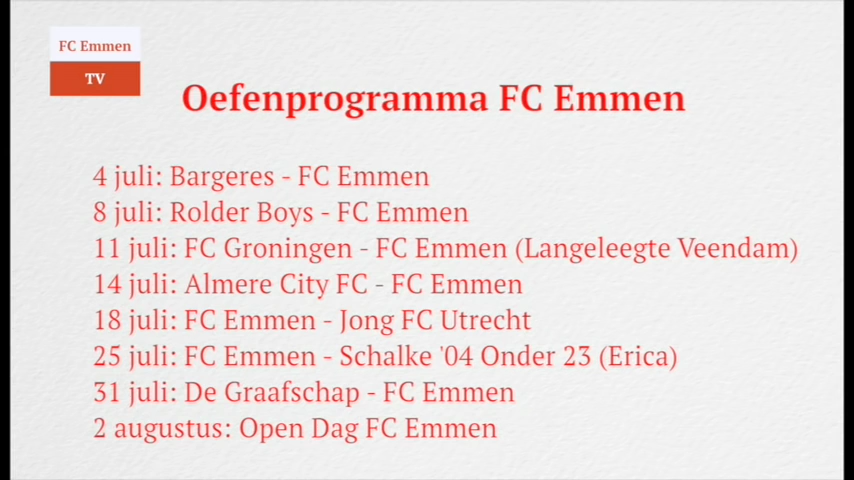 FC Emmen
TV
Oefenprogramma FC Emmen
4 juli: Bargeres - FC Emmen
8 juli: Rolder Boys - FC Emmen
11 juli: FC Groningen - FC Emmen (Langeleegte Veendam)
14 juli: Almere City FC - FC Emmen
18 juli: FC Emmen - Jong FC Utrecht
25 juli: FC Emmen - Schalke '04 Onder 23 (Erica)
31 juli: De Graafschap - FC Emmen
2 augustus: Open Dag FC Emmen